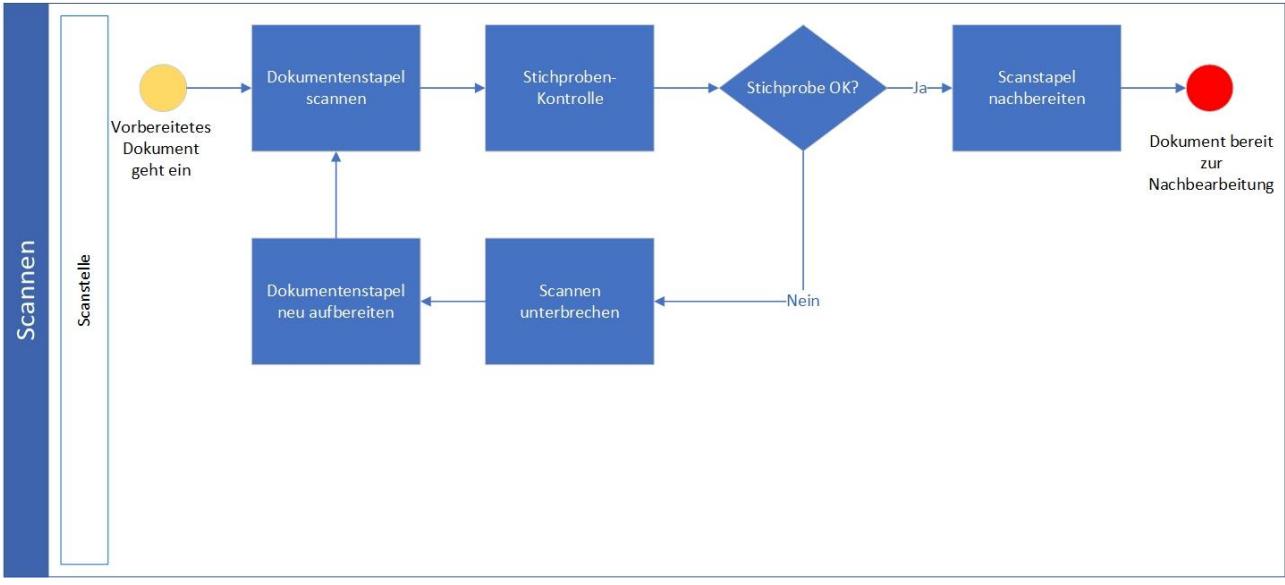 Scannen
Scanstelle
Vorbereitetes
Dokument
geht ein
Dokumentenstapel
scannen
Stichproben-
Kontrolle
Stichprobe OK?
Ja
Scanstapel
nachbereiten
Dokument bereit
zur
Nachbearbeitung
Nein
Scannen
unterbrechen
Dokumentenstapel
neu aufbereiten